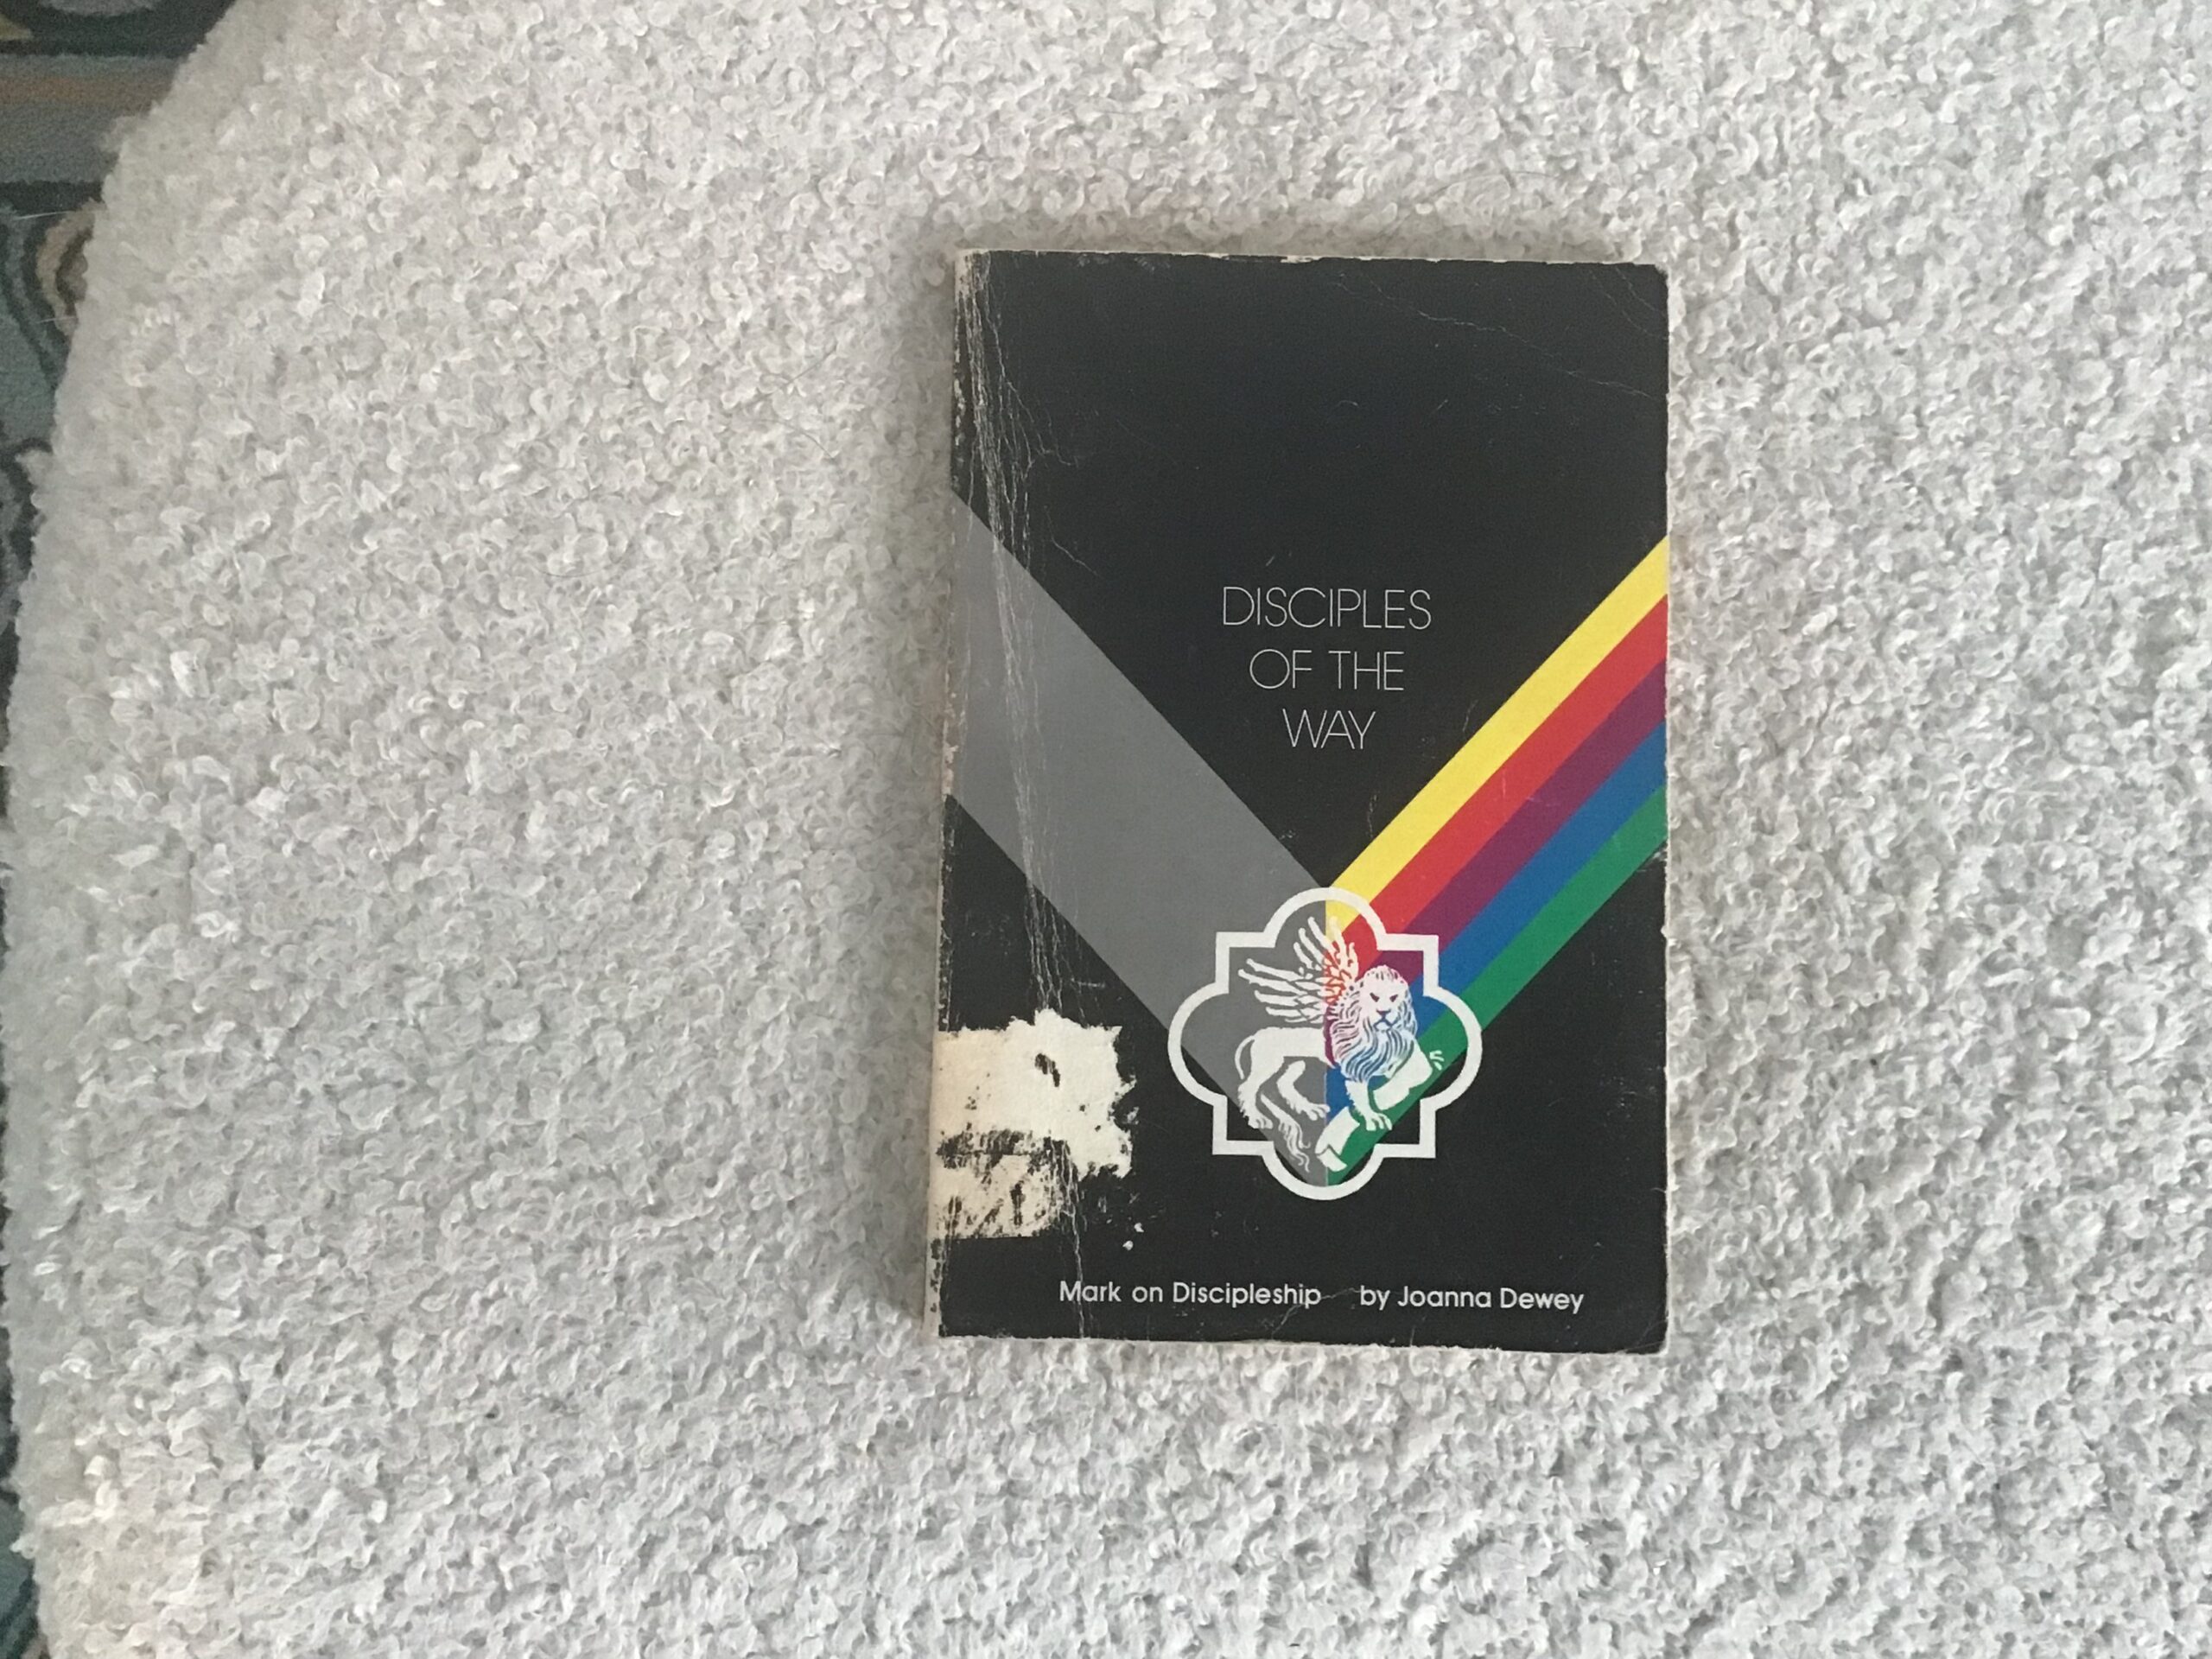 DISCIPLES
OF THE
WAY
Mark on Discipleship by Joanna Dewey